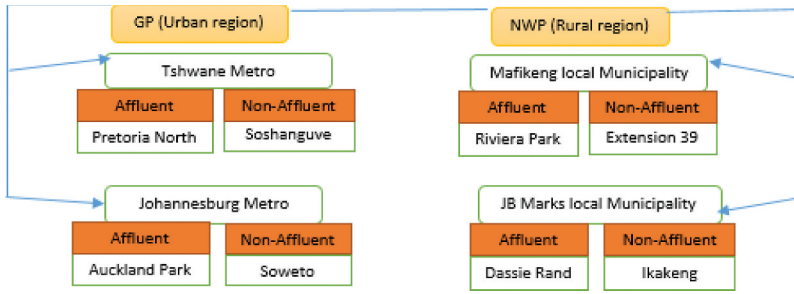 GP (Urban region)
NWP (Rural region)
Tshwane Metro
Affluent
Non-Affluent
Pretoria North
Soshanguve
Mafikeng local Municipality
Affluent
Non-Affluent
Riviera Park
Extension 39
Johannesburg Metro
Affluent
Non-Affluent
Auckland Park
Soweto
JB Marks local Municipality
Affluent
Non-Affluent
Dassie Rand
Ikakeng